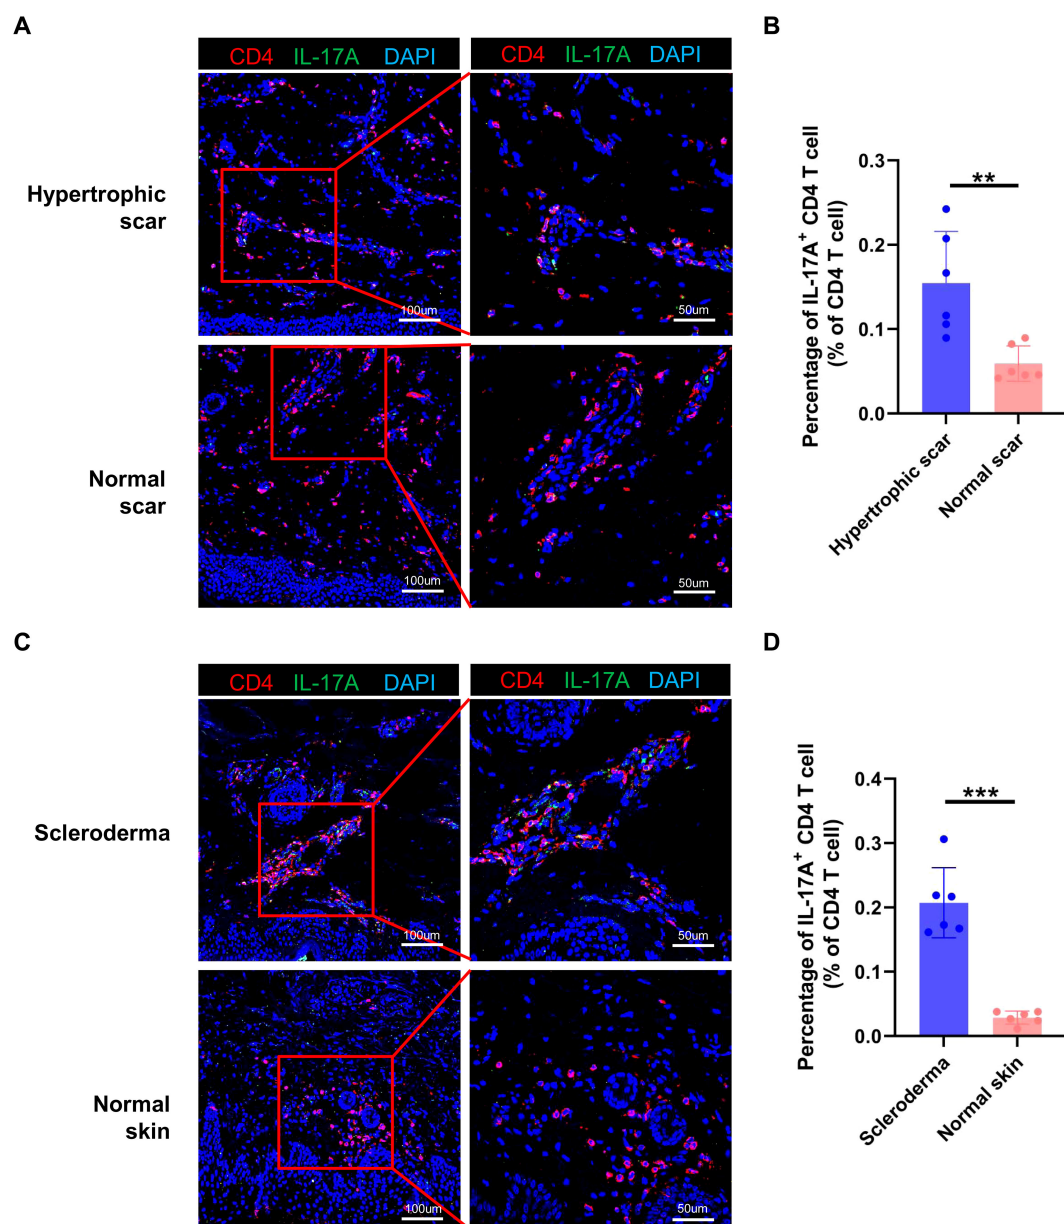 A
CD4 IL-17A DAPI
CD4 IL-17A DAPI
Hypertrophic
scar
100um
50um
Normal
scar
100um
50um
B
Percentage of IL-17A⁺ CD4 T cell
(% of CD4 T cell)
0.3
0.2
0.1
0.0
**
Hypertrophic scar
Normal scar
C
CD4 IL-17A DAPI
CD4 IL-17A DAPI
Scleroderma
100um
50um
Normal
skin
100um
50um
D
Percentage of IL-17A⁺ CD4 T cell
(% of CD4 T cell)
0.4
0.3
0.2
0.1
0.0
***
Scleroderma
Normal skin